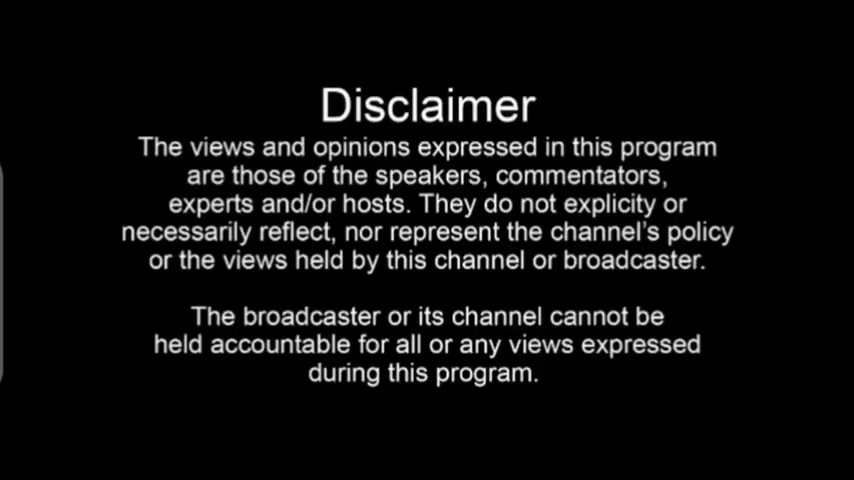 Disclaimer
The views and opinions expressed in this program
are those of the speakers, commentators,
experts and/or hosts. They do not explicity or
necessarily reflect, nor represent the channel's policy
or the views held by this channel or broadcaster.
The broadcaster or its channel cannot be
held accountable for all or any views expressed
during this program.